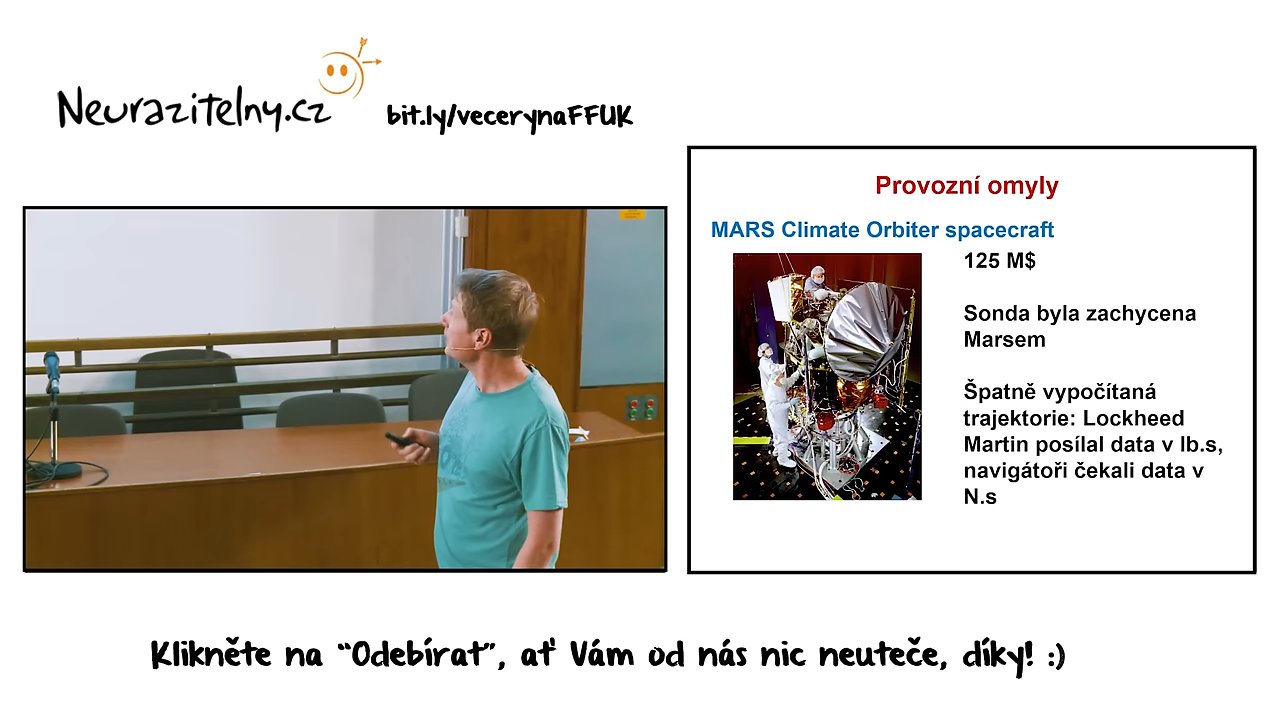 Neurazitelny.cz
bit.ly/vecerynaFFUK
Provozní omyly
MARS Climate Orbiter spacecraft
125 M$
Sonda byla zachycena
Marsem
Špatně vypočítaná
trajektorie: Lockheed
Martin posílal data v lb.s,
navigátoři čekali data v
N.s
Klikněte na “Odebírat”, ať Vám od nás nic neuteče, díky! :)